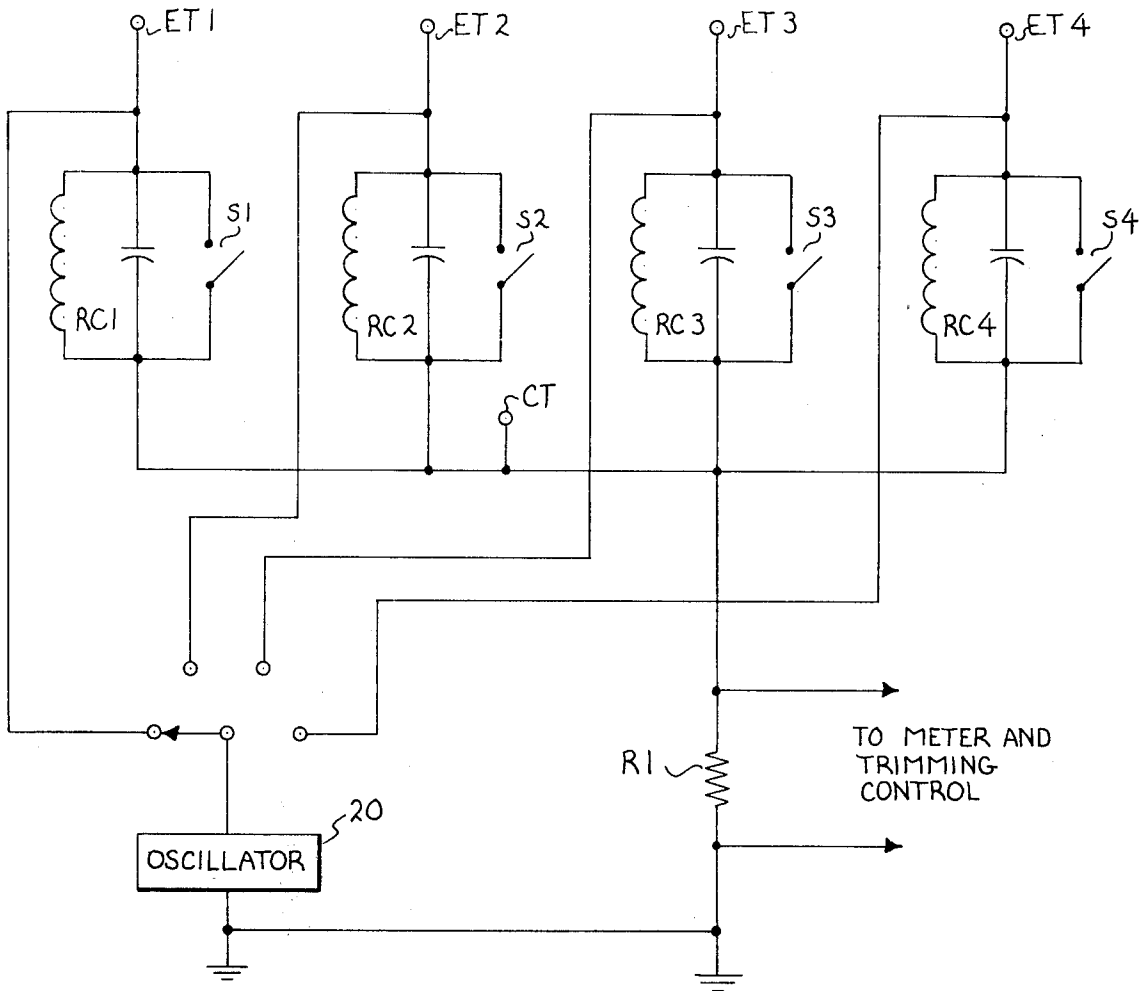 ET1
ET2
ET3
ET4
S1
S2
S3
S4
RC1
RC2
RC3
RC4
CT
R1
TO METER AND
TRIMMING
CONTROL
20
OSCILLATOR